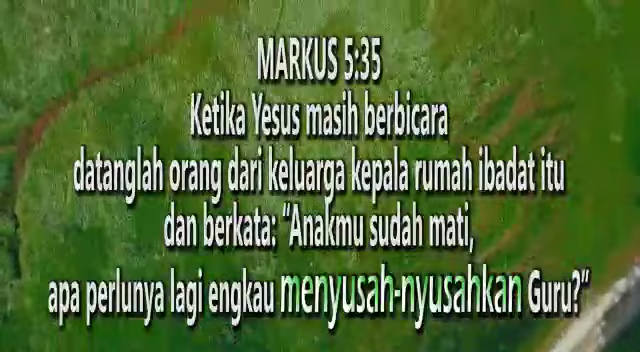 MARKUS 5:35
Ketika Yesus masih berbicara
datanglah orang dari keluarga kepala rumah ibadat itu
dan berkata: “Anakmu sudah mati,
apa perlunya lagi engkau menyusah-nyusahkan Guru?”